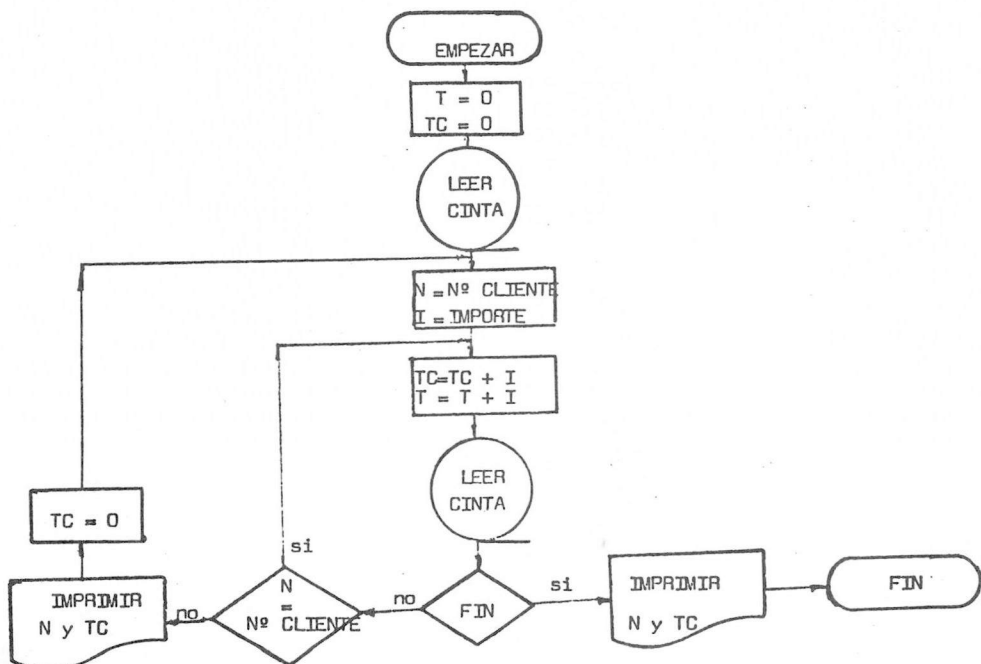 EMPEZAR
T = 0
TC = 0
LEER
CINTA
N = Nº CLIENTE
I = IMPORTE
TC=TC + I
T = T + I
LEER
CINTA
FIN
si
IMPRIMIR
N y TC
FIN
no
N
=
Nº CLIENTE
si
no
IMPRIMIR
N y TC
TC = 0